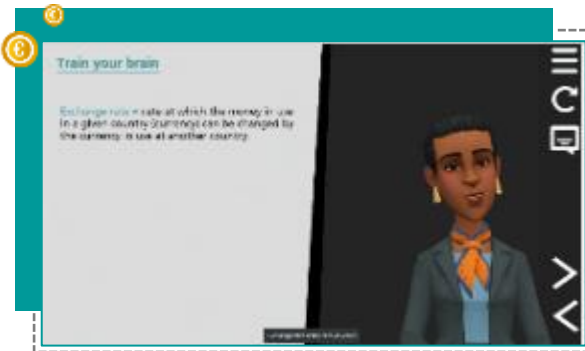 Train your brain
Exchange rate = rate at which the money in use
in a given country (currency) can be changed by
the currency in use at another country.